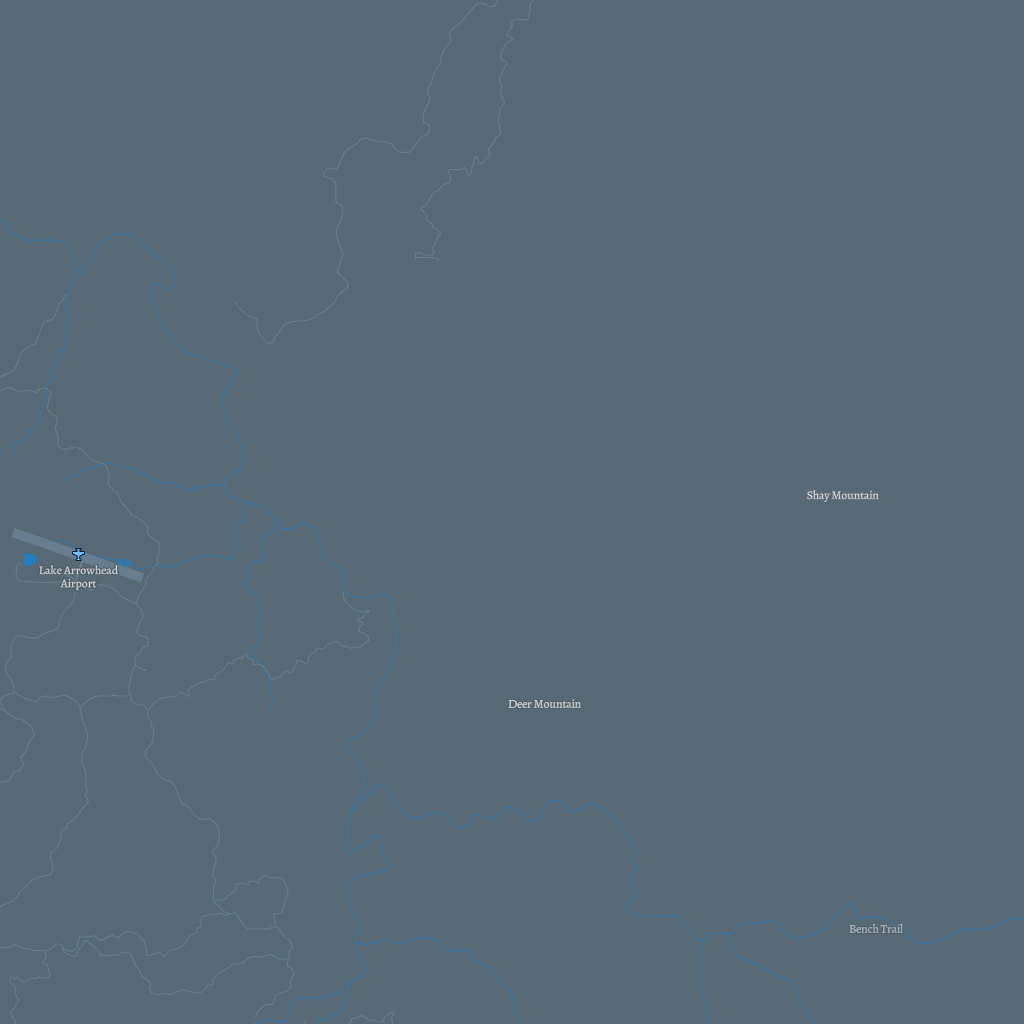 Shay Mountain
Lake Arrowhead
Airport
Deer Mountain
Bench Trail